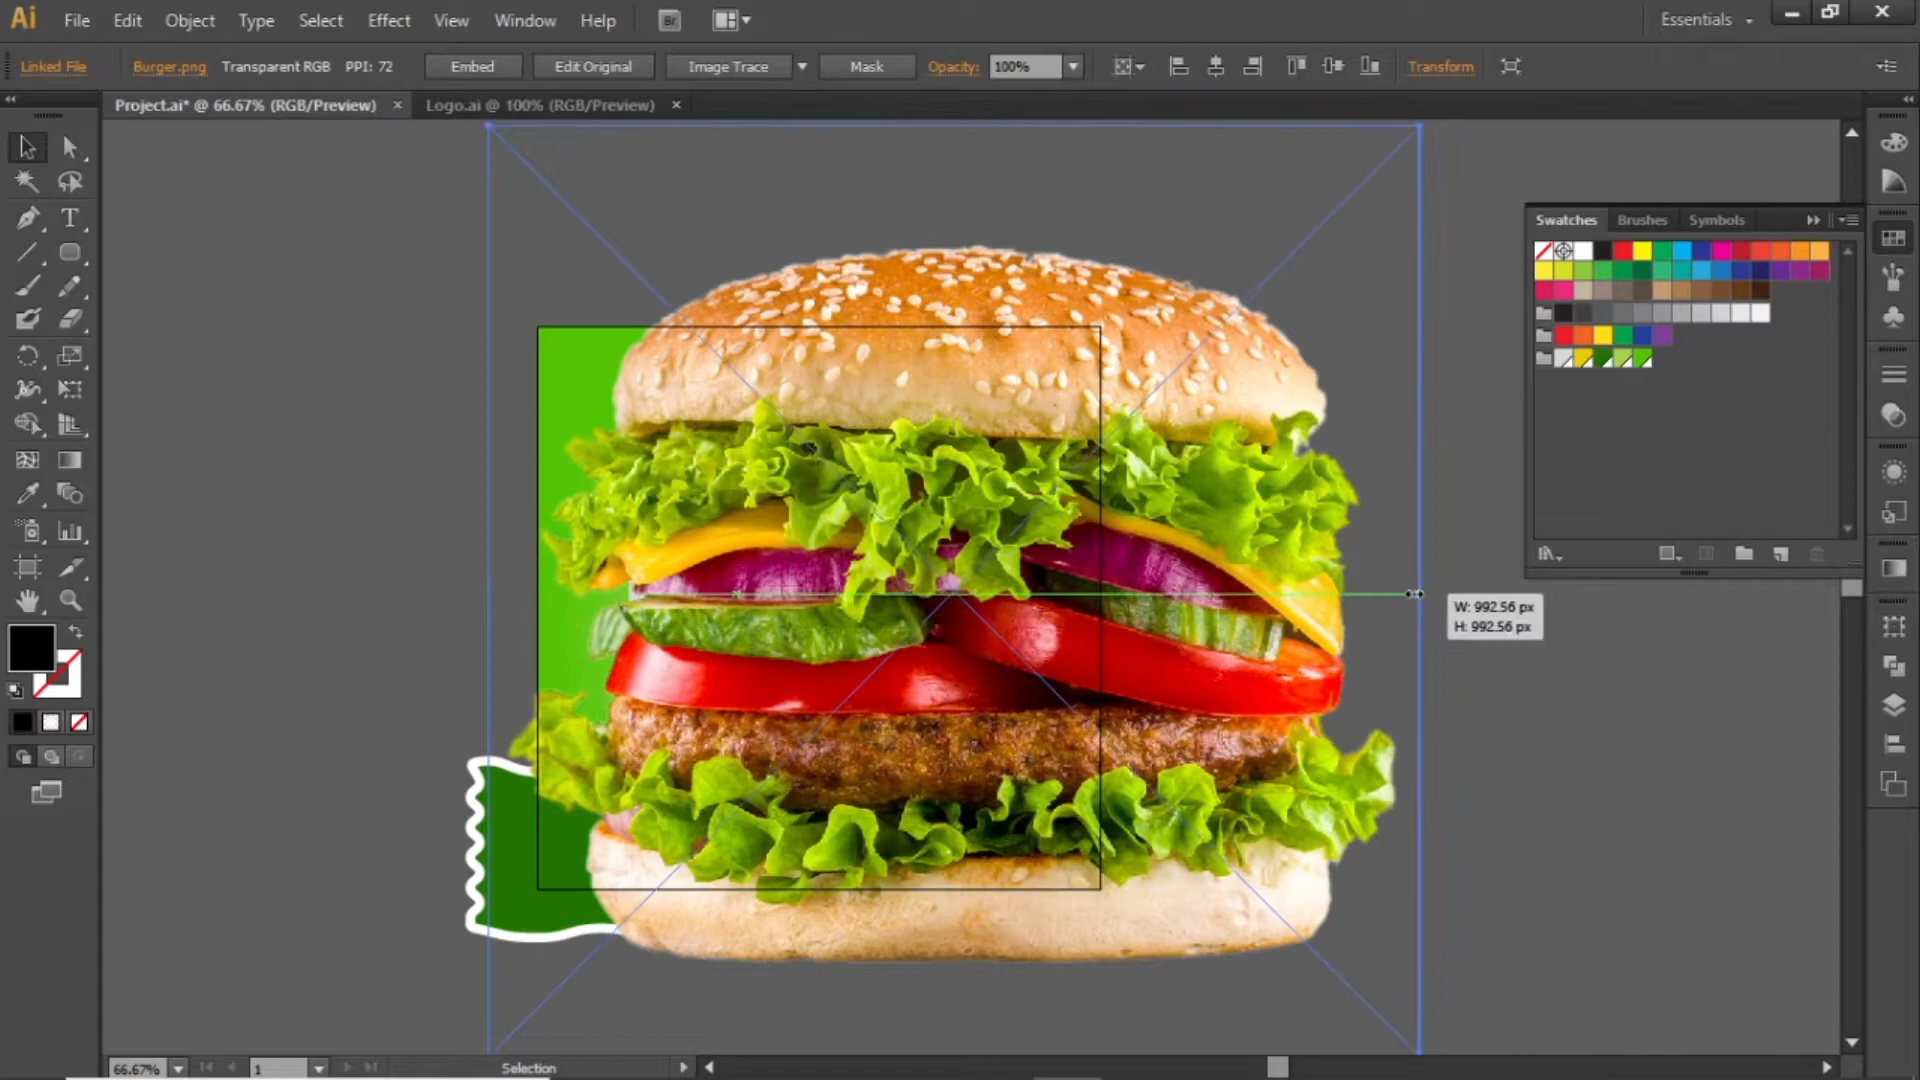 Ai File Edit Object Type Select Effect View Window Help Br Essentials
Linked File Burger.png Transparent RGB PPI: 72 Embed Edit Original Image Trace Mask Opacity: 100% Transform
Project.ai* @ 66.67% (RGB/Preview) × Logo.ai @ 100% (RGB/Preview) ×
Swatches Brushes Symbols
W: 992.56 px
H: 992.56 px
66.67% 1 Selection